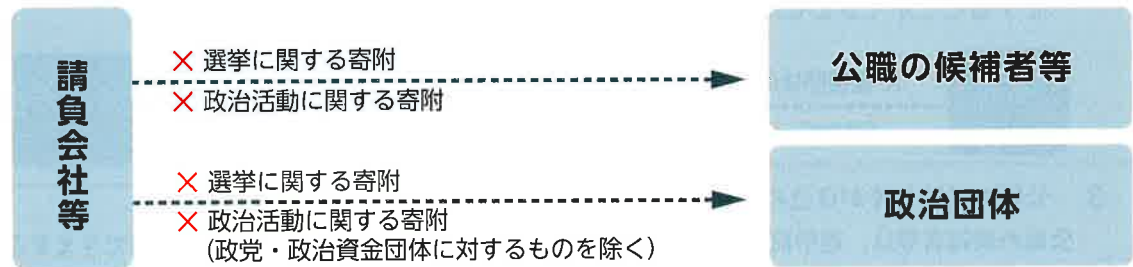 請負会社等
× 選挙に関する寄附
× 政治活動に関する寄附
公職の候補者等
× 選挙に関する寄附
× 政治活動に関する寄附
(政党・政治資金団体に対するものを除く)
政治団体